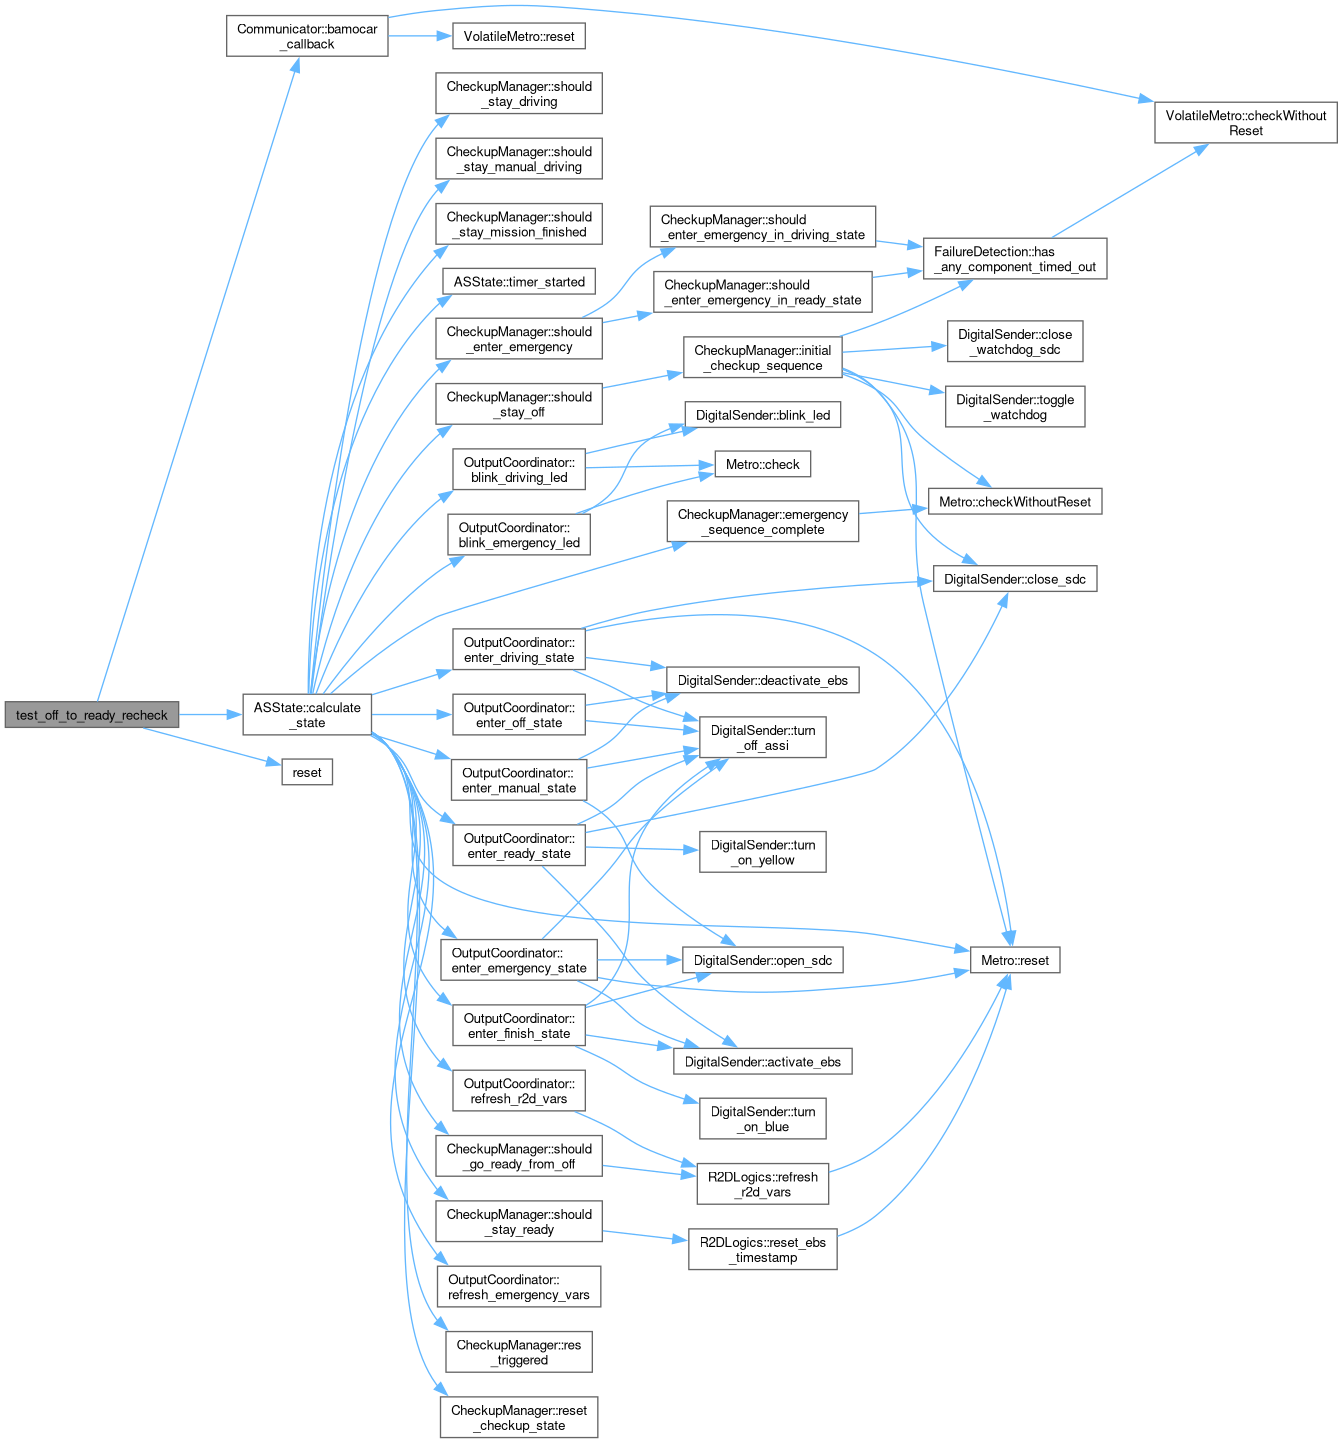 Communicator::bamocar
_callback
VolatileMetro::reset
CheckupManager::should
_stay_driving
VolatileMetro::checkWithout
Reset
CheckupManager::should
_stay_manual_driving
CheckupManager::should
_stay_mission_finished
CheckupManager::should
_enter_emergency_in_driving_state
FailureDetection::has
_any_component_timed_out
ASState::timer_started
CheckupManager::should
_enter_emergency_in_ready_state
CheckupManager::should
_enter_emergency
CheckupManager::initial
_checkup_sequence
DigitalSender::close
_watchdog_sdc
CheckupManager::should
_stay_off
DigitalSender::toggle
_watchdog
DigitalSender::blink_led
OutputCoordinator::
blink_driving_led
Metro::check
Metro::checkWithoutReset
OutputCoordinator::
blink_emergency_led
CheckupManager::emergency
_sequence_complete
DigitalSender::close_sdc
OutputCoordinator::
enter_driving_state
DigitalSender::deactivate_ebs
test_off_to_ready_recheck
ASState::calculate
_state
OutputCoordinator::
enter_off_state
DigitalSender::turn
_off_assi
reset
OutputCoordinator::
enter_manual_state
OutputCoordinator::
enter_ready_state
DigitalSender::turn
_on_yellow
OutputCoordinator::
enter_emergency_state
DigitalSender::open_sdc
Metro::reset
OutputCoordinator::
enter_finish_state
DigitalSender::activate_ebs
OutputCoordinator::
refresh_r2d_vars
DigitalSender::turn
_on_blue
CheckupManager::should
_go_ready_from_off
R2DLogics::refresh
_r2d_vars
CheckupManager::should
_stay_ready
R2DLogics::reset_ebs
_timestamp
OutputCoordinator::
refresh_emergency_vars
CheckupManager::res
_triggered
CheckupManager::reset
_checkup_state